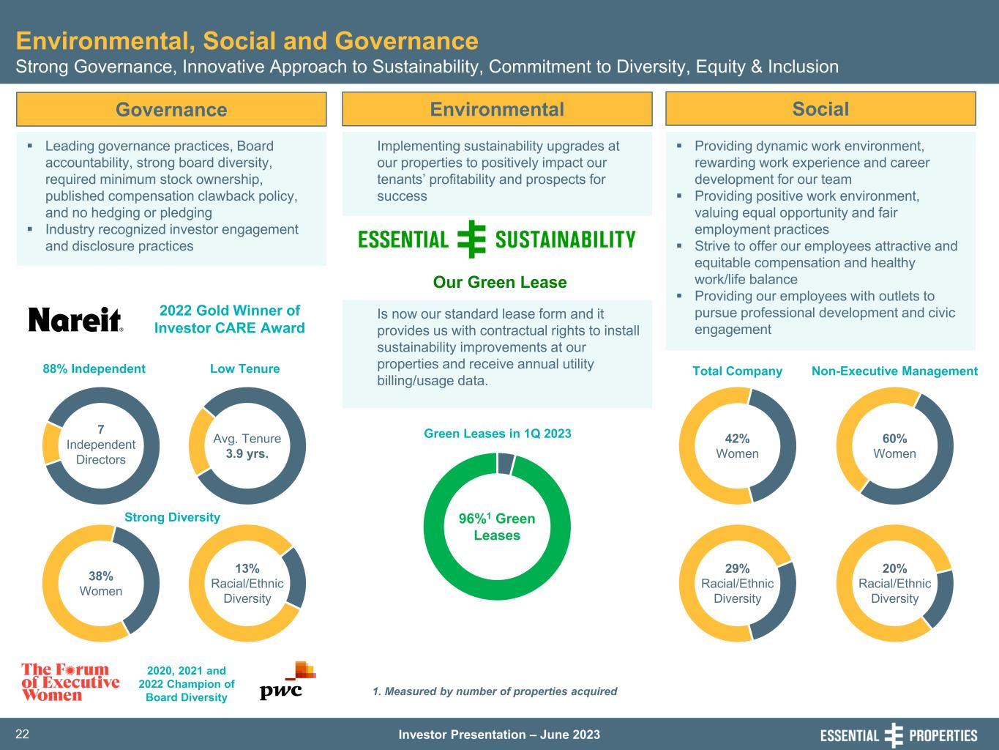 Environmental, Social and Governance
Strong Governance, Innovative Approach to Sustainability, Commitment to Diversity, Equity & Inclusion
Governance
▪ Leading governance practices, Board
accountability, strong board diversity,
required minimum stock ownership,
published compensation clawback policy,
and no hedging or pledging
▪ Industry recognized investor engagement
and disclosure practices
Nareit®
2022 Gold Winner of
Investor CARE Award
88% Independent
7
Independent
Directors
Low Tenure
Avg. Tenure
3.9 yrs.
Strong Diversity
38%
Women
13%
Racial/Ethnic
Diversity
The Forum
of Executive
Women
2020, 2021 and
2022 Champion of
Board Diversity
pwc
Environmental
Implementing sustainability upgrades at
our properties to positively impact our
tenants’ profitability and prospects for
success
ESSENTIAL SUSTAINABILITY
Our Green Lease
Is now our standard lease form and it
provides us with contractual rights to install
sustainability improvements at our
properties and receive annual utility
billing/usage data.
Green Leases in 1Q 2023
96%¹ Green
Leases
1. Measured by number of properties acquired
Social
▪ Providing dynamic work environment,
rewarding work experience and career
development for our team
▪ Providing positive work environment,
valuing equal opportunity and fair
employment practices
▪ Strive to offer our employees attractive and
equitable compensation and healthy
work/life balance
▪ Providing our employees with outlets to
pursue professional development and civic
engagement
Total Company
42%
Women
Non-Executive Management
60%
Women
29%
Racial/Ethnic
Diversity
20%
Racial/Ethnic
Diversity
22
Investor Presentation – June 2023
ESSENTIAL PROPERTIES